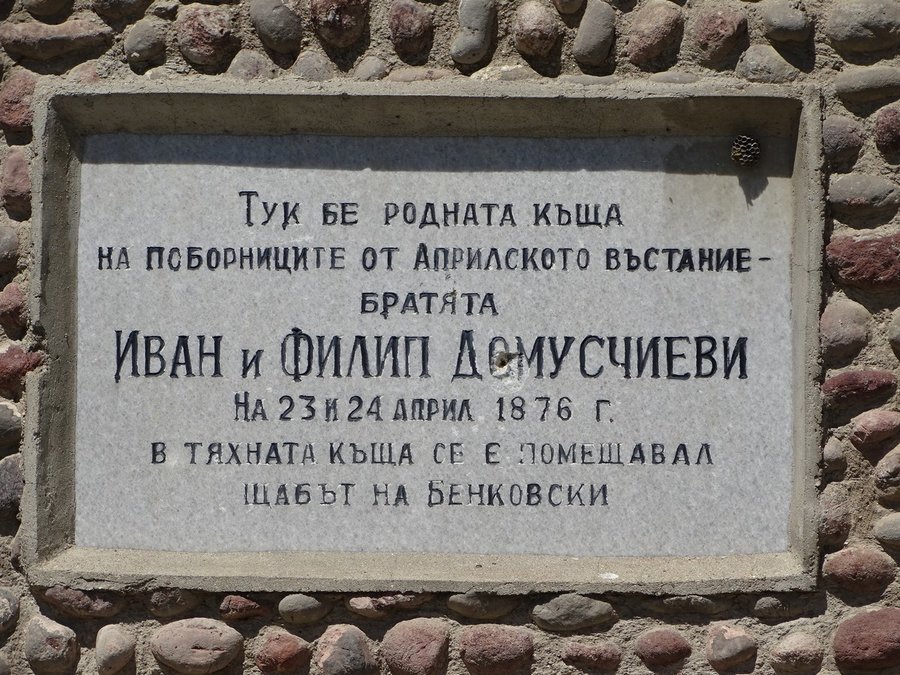 Тук бе родната къща
на поборниците от Априлското въстание-
братята
Иван и Филип Домусчиеви
На 23 и 24 април 1876 г.
в тяхната къща се е помещавал
щабът на Бенковски